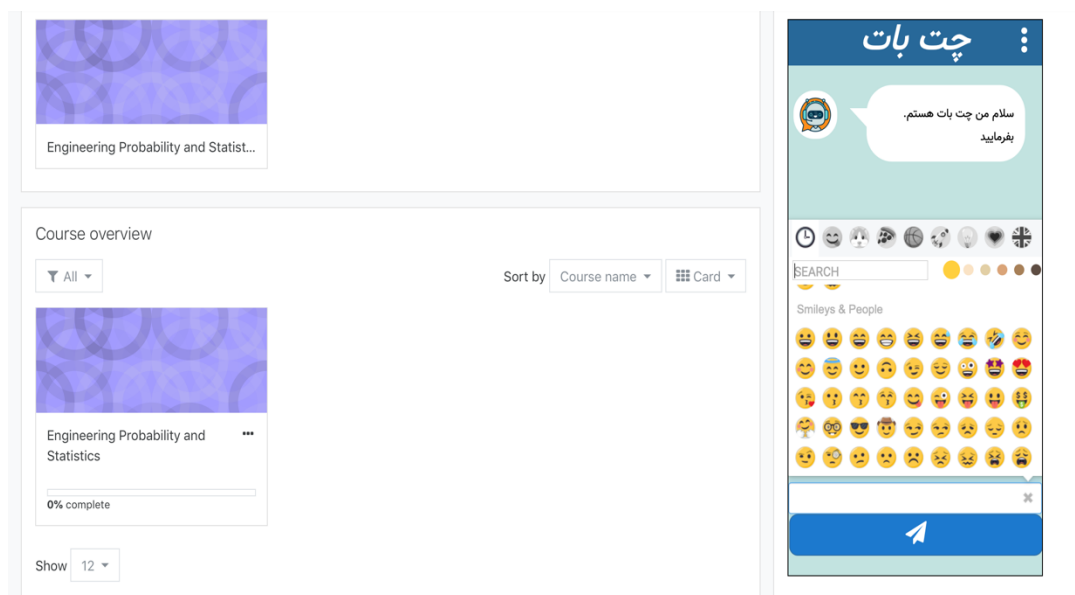 Engineering Probability and Statist...
Course overview
All
Sort by
Course name
Card
Engineering Probability and
Statistics
0% complete
Show
12
چت بات
سلام من چت بات هستم.
بفرمایید
SEARCH
Smileys & People